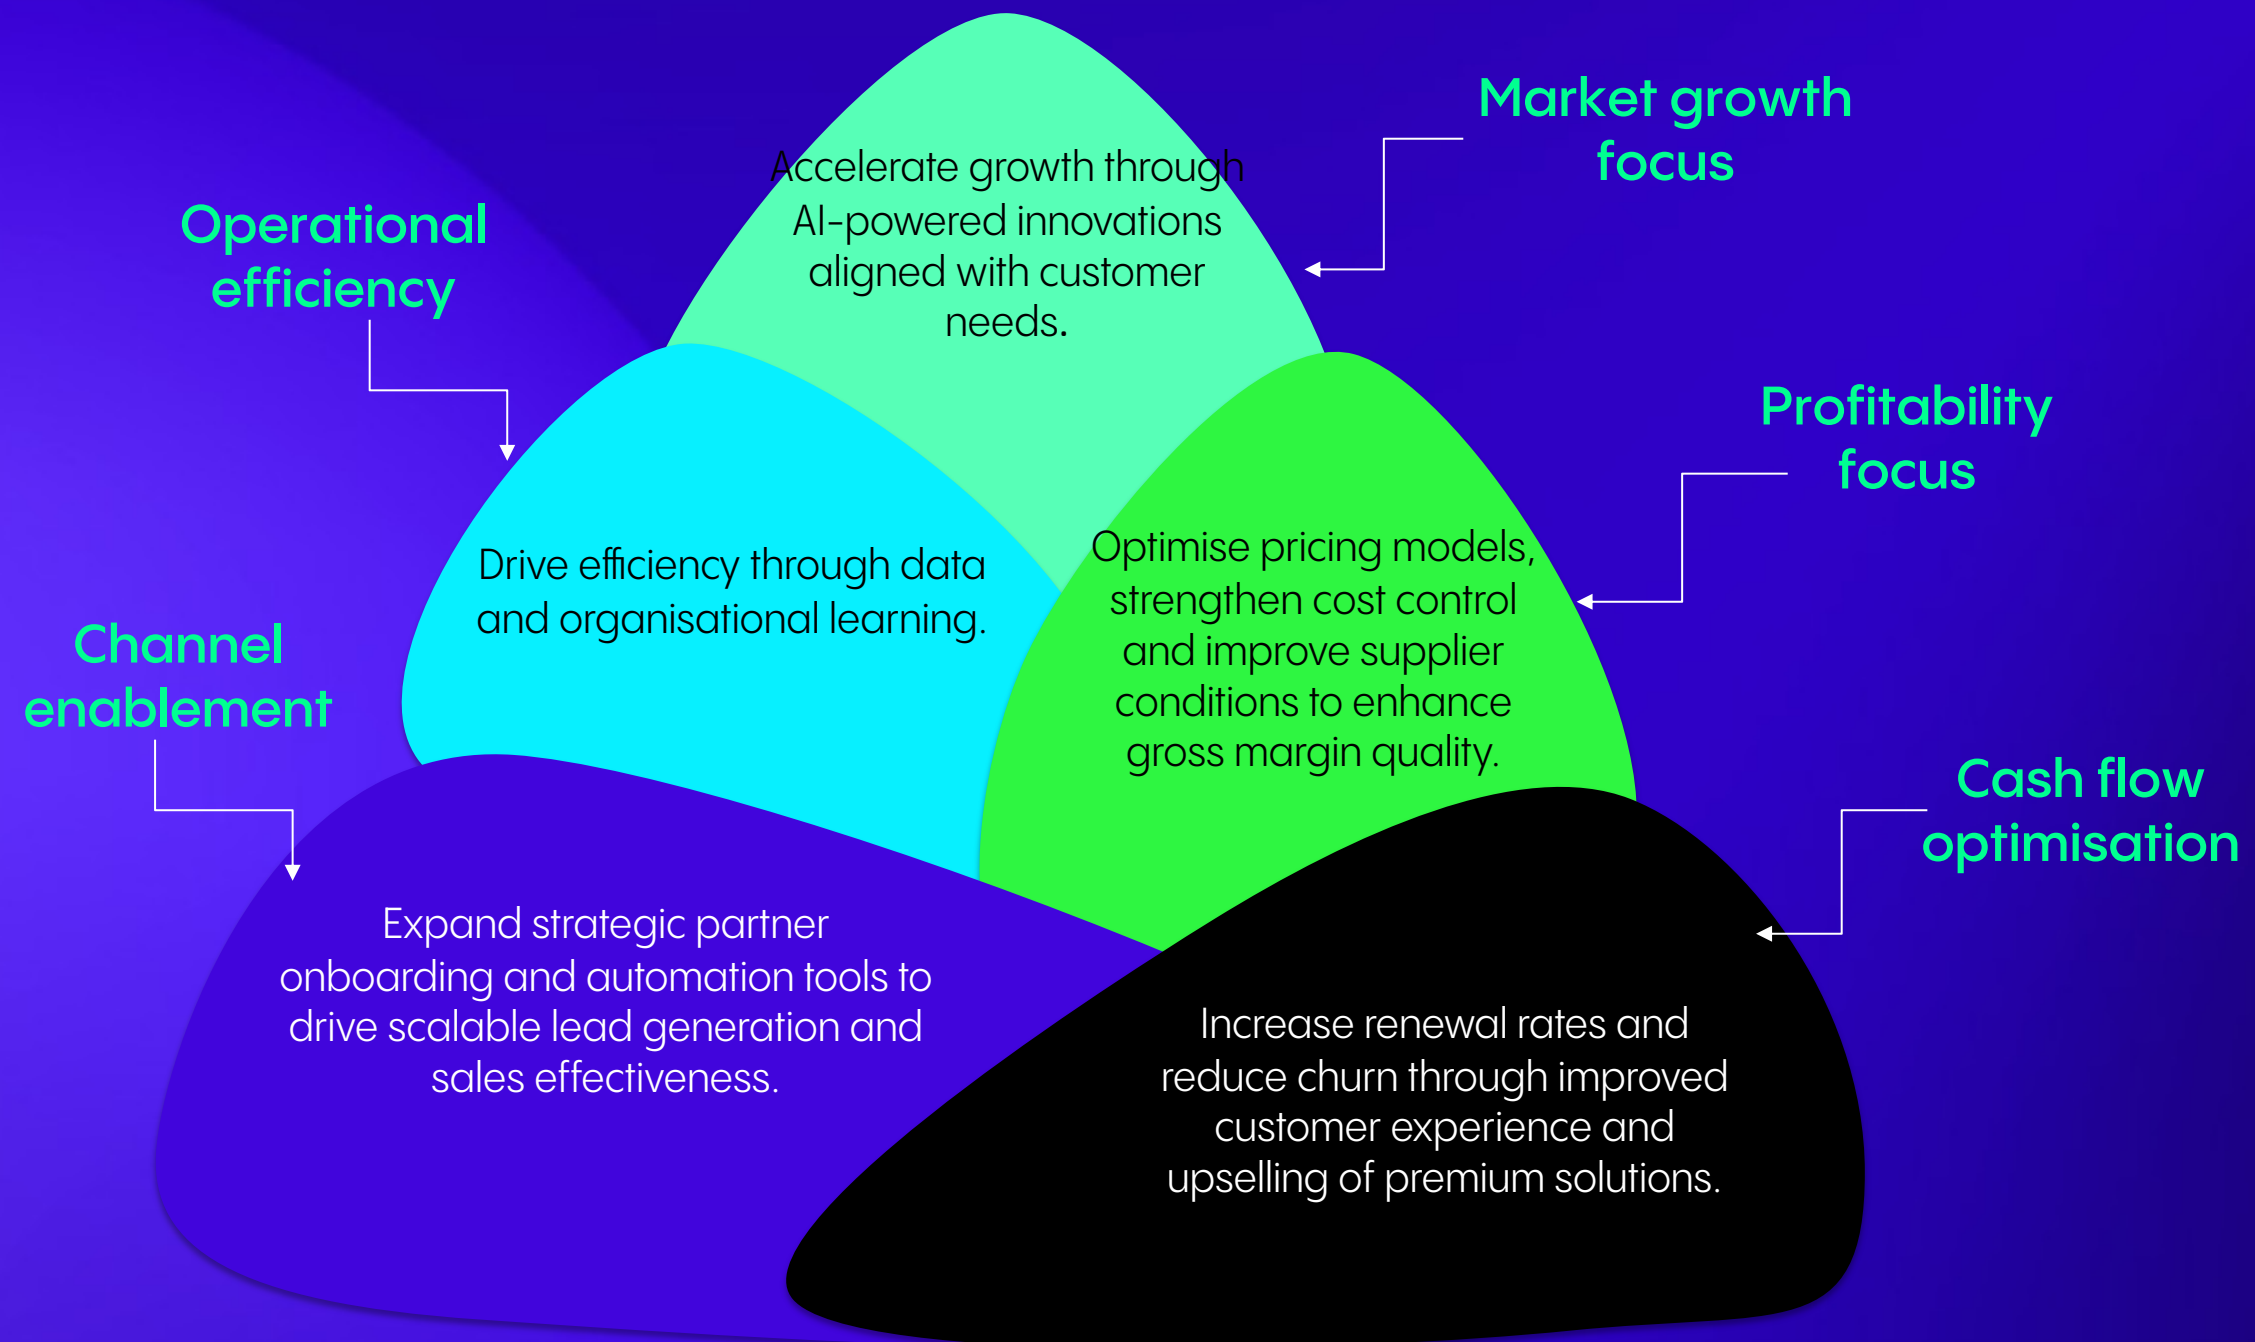 Market growth
focus
Accelerate growth through
AI-powered innovations
aligned with customer
needs.
Operational
efficiency
Drive efficiency through data
and organisational learning.
Profitability
focus
Optimise pricing models,
strengthen cost control
and improve supplier
conditions to enhance
gross margin quality.
Channel
enablement
Expand strategic partner
onboarding and automation tools to
drive scalable lead generation and
sales effectiveness.
Cash flow
optimisation
Increase renewal rates and
reduce churn through improved
customer experience and
upselling of premium solutions.